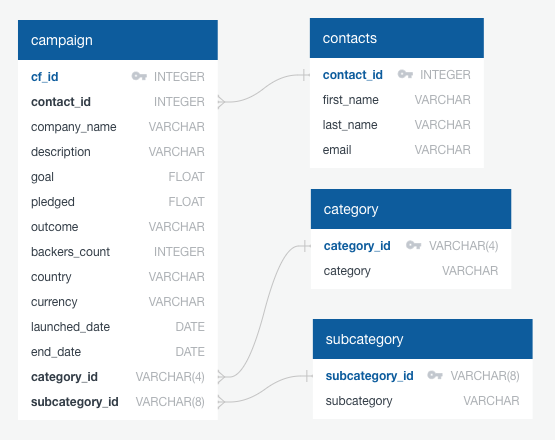 campaign
cf_id INTEGER
contact_id INTEGER
company_name VARCHAR
description VARCHAR
goal FLOAT
pledged FLOAT
outcome VARCHAR
backers_count INTEGER
country VARCHAR
currency VARCHAR
launched_date DATE
end_date DATE
category_id VARCHAR(4)
subcategory_id VARCHAR(8)
contacts
contact_id INTEGER
first_name VARCHAR
last_name VARCHAR
email VARCHAR
category
category_id VARCHAR(4)
category VARCHAR
subcategory
subcategory_id VARCHAR(8)
subcategory VARCHAR